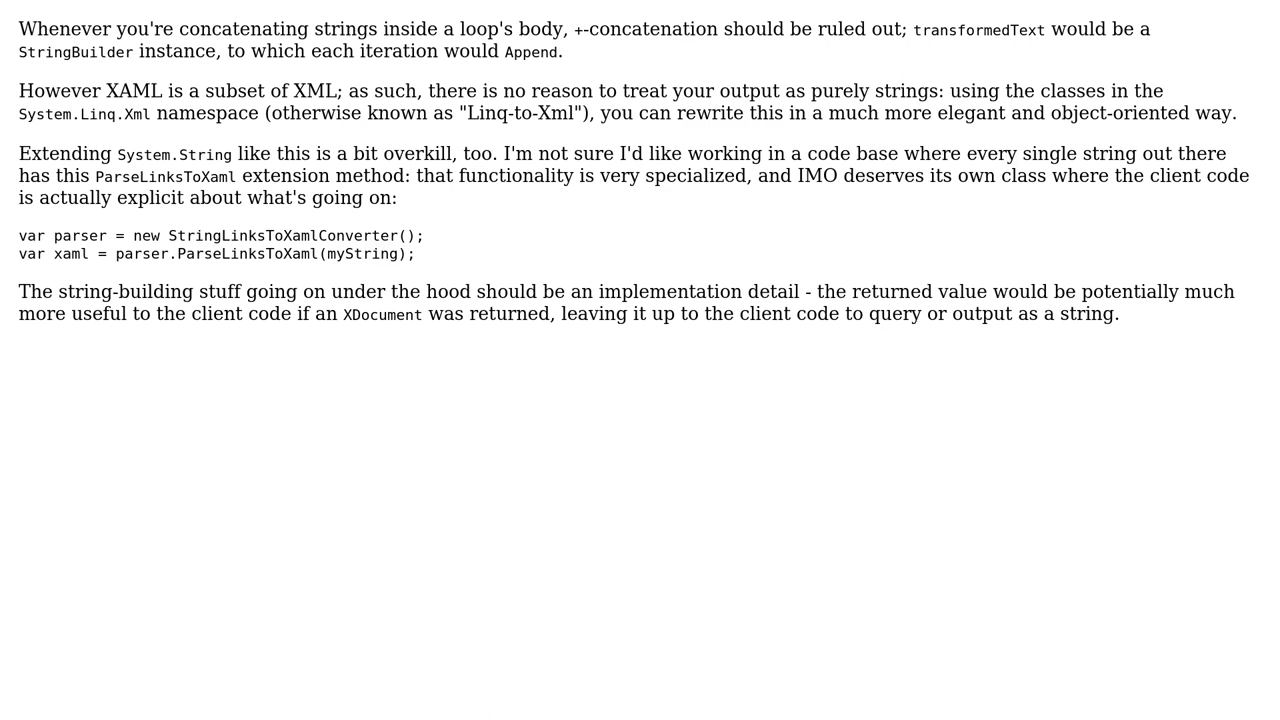 Whenever you're concatenating strings inside a loop's body, +-concatenation should be ruled out; transformedText would be a
StringBuilder instance, to which each iteration would Append.
However XAML is a subset of XML; as such, there is no reason to treat your output as purely strings: using the classes in the
System.Linq.Xml namespace (otherwise known as "Linq-to-Xml"), you can rewrite this in a much more elegant and object-oriented way.
Extending System.String like this is a bit overkill, too. I'm not sure I'd like working in a code base where every single string out there
has this ParseLinksToXaml extension method: that functionality is very specialized, and IMO deserves its own class where the client code
is actually explicit about what's going on:
var parser = new StringLinksToXamlConverter();
var xaml = parser.ParseLinksToXaml(myString);
The string-building stuff going on under the hood should be an implementation detail - the returned value would be potentially much
more useful to the client code if an XDocument was returned, leaving it up to the client code to query or output as a string.